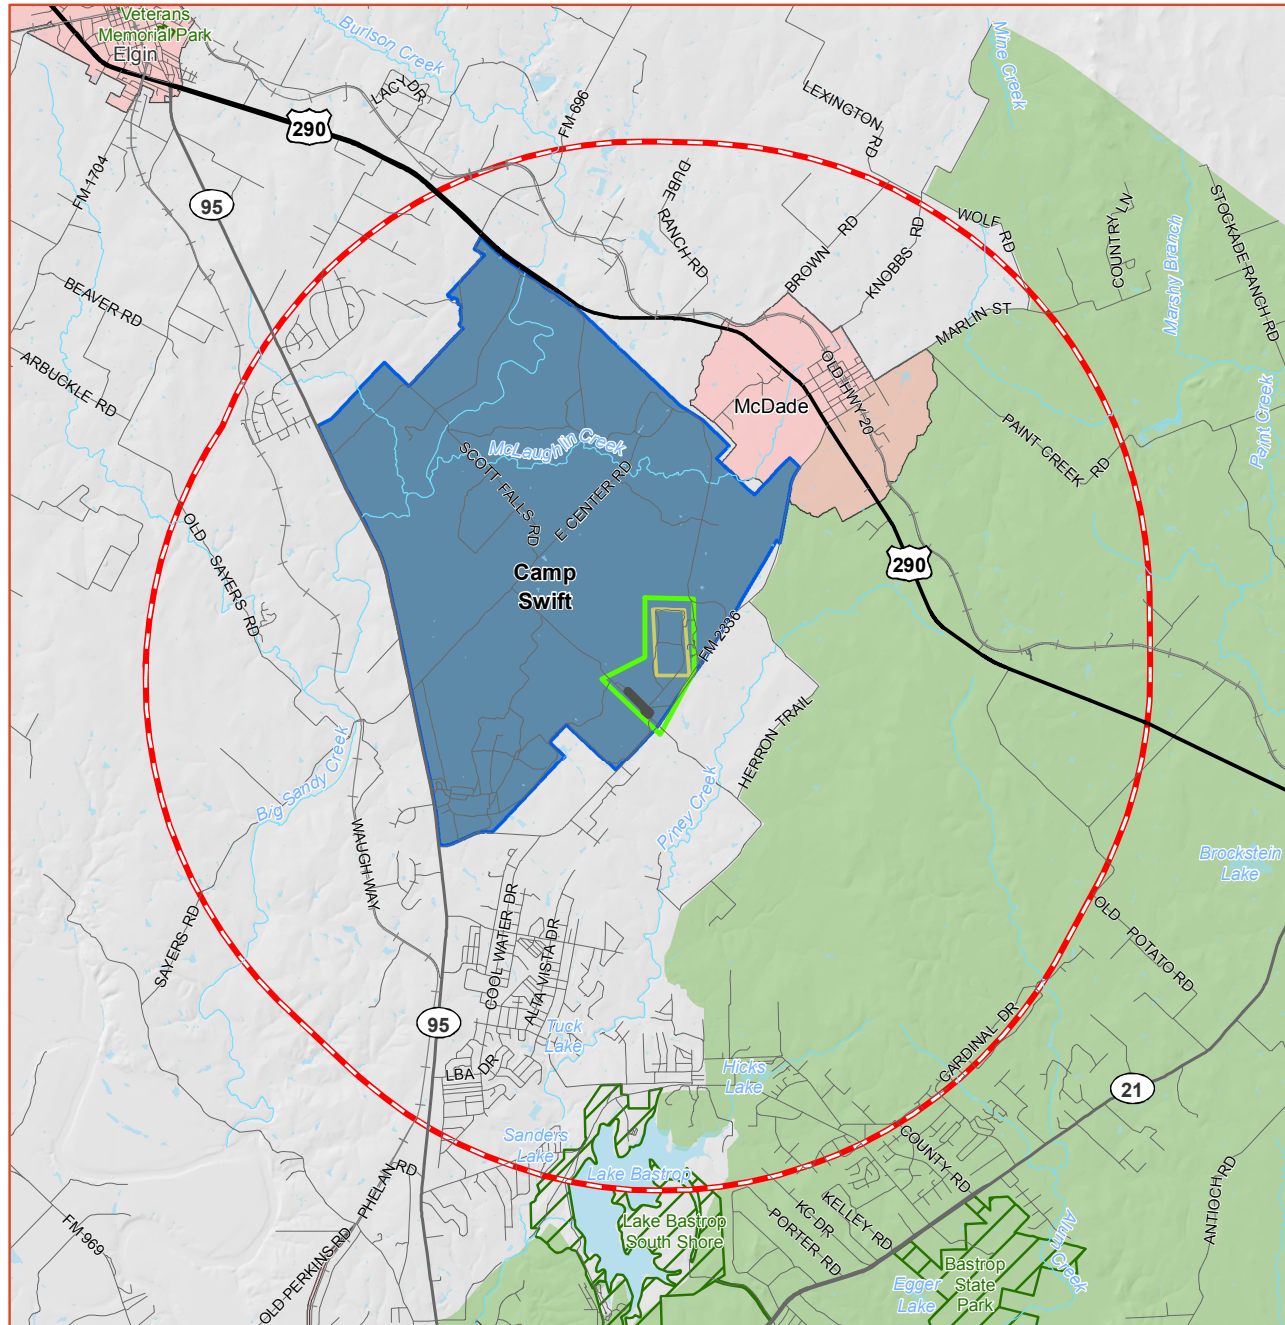 Veterans
Memorial Park
Elgin
Burlson Creek
Mine Creek
LACY DR
290
FM 696
LEXINGTON
RD
FM 1704
95
DUBE
RANCH RD
BROWN RD
KNOBBS RD
WOLF RD
COUNTRY LN
Marshy Branch
STOCKADE RANCH RD
BEAVER RD
MARLIN ST
ARBUCKLE RD
OLD HWY 20
McDade
PAINT CREEK RD
Paint Creek
McLaughlin Creek
SCOTT FALLS RD
E CENTER RD
OLD SAYERS RD
Camp
Swift
290
FM 2336
HERRON TRAIL
Big Sandy Creek
Piney Creek
WAUGH WAY
Brockstein
Lake
SAYERS RD
COOL WATER DR
ALTA VISTA DR
OLD POTATO RD
95
Tuck
Lake
CARDINAL DR
LBA DR
Hicks
Lake
21
Sanders
Lake
Lake Bastrop
COUNTY RD
PHELAN RD
FM 969
OLD PERKINS RD
Lake Bastrop
South Shore
KELLEY RD
KC DR
PORTER RD
ANTIOCH RD
Alum Creek
Egger
Lake
Bastrop
State
Park